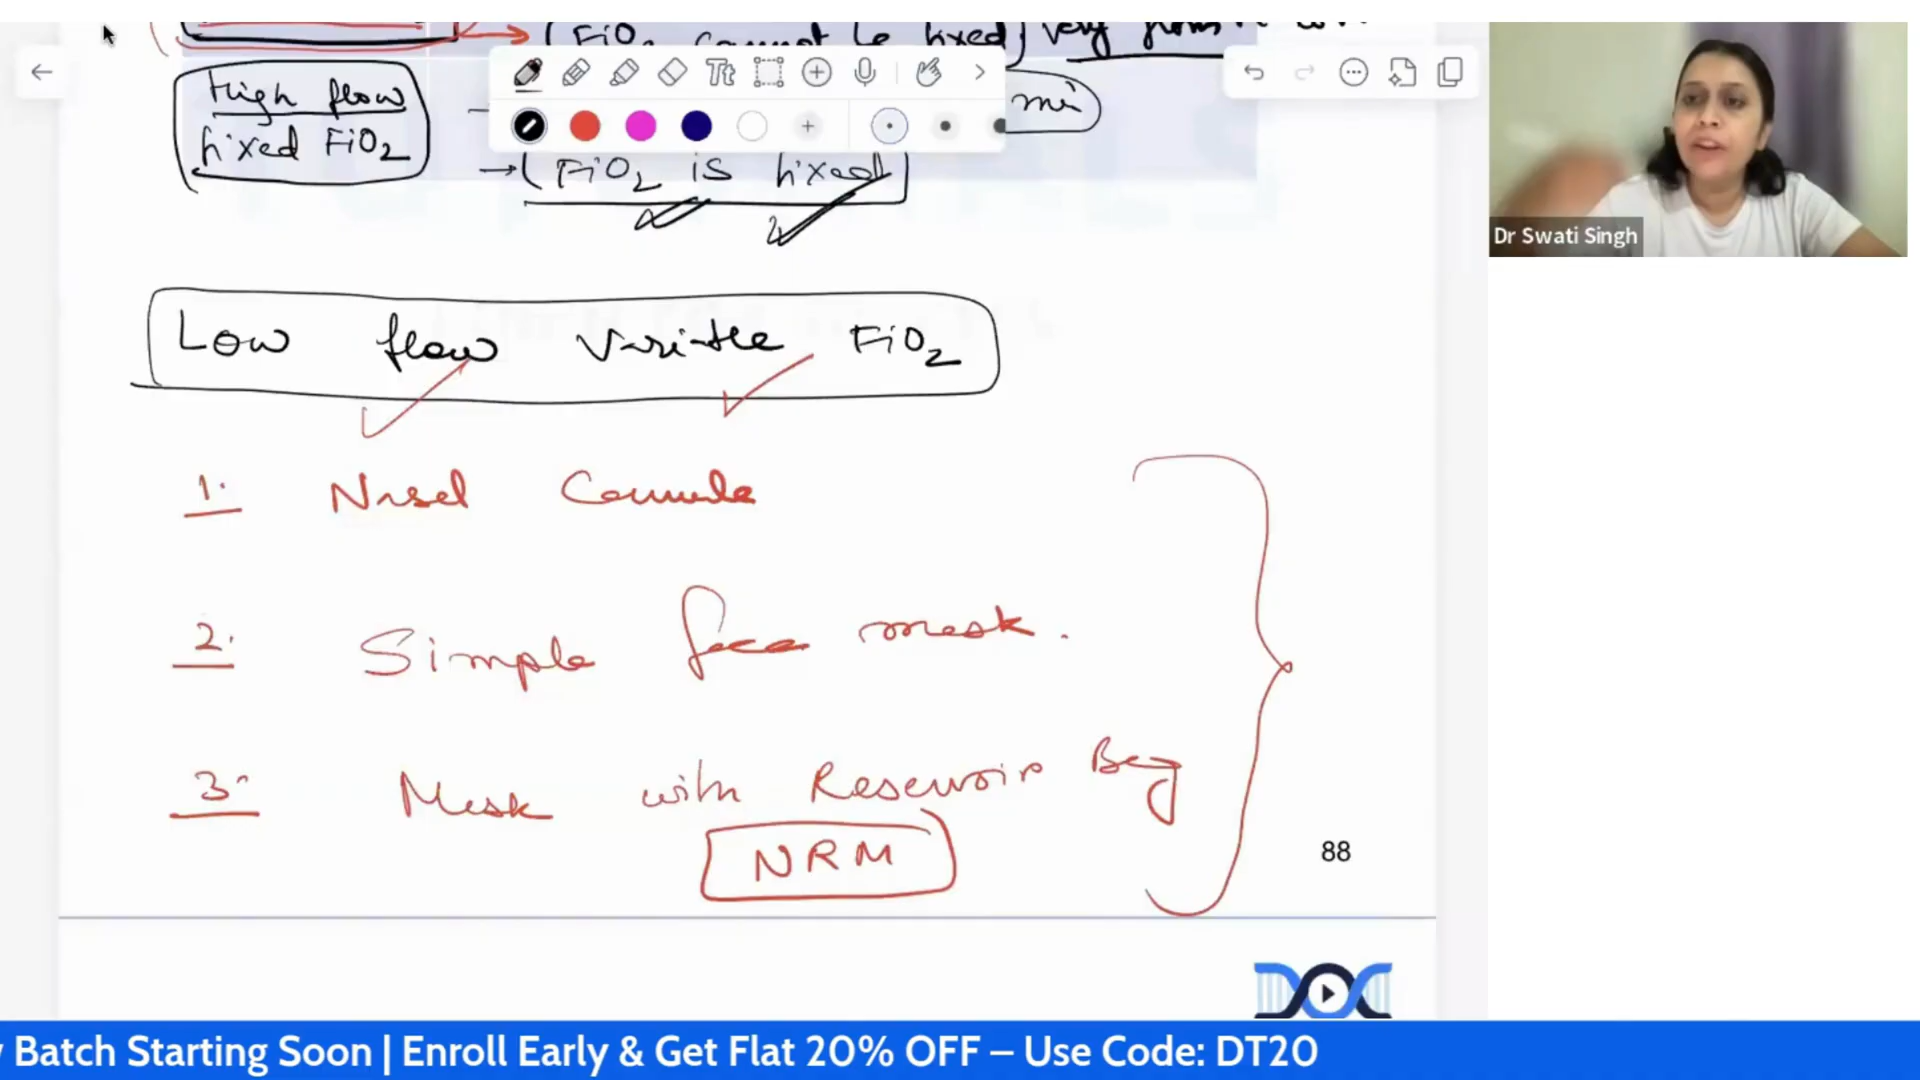 FiO2 cannot be fixed
High flow
fixed FiO2
min
→ FiO2 is fixed
Tt
Dr Swati Singh
Low flow Variable FiO2
1. Nasal Cannula
2. Simple face mask.
3. Mask with Reservoir Bag
NRM
88
Batch Starting Soon | Enroll Early & Get Flat 20% OFF – Use Code: DT20